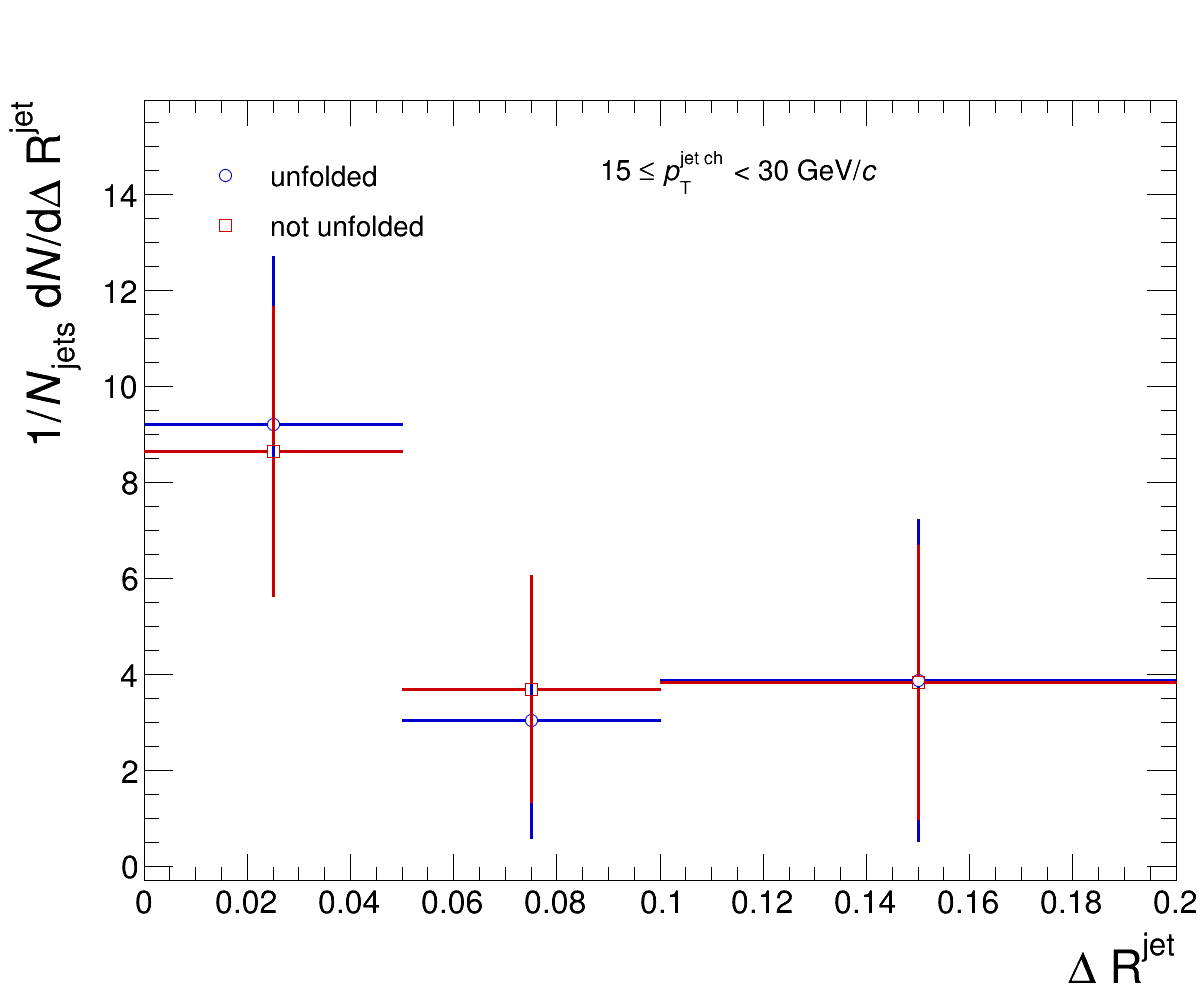 1/N_jets dN/dΔ R^jet
unfolded
not unfolded
15 ≤ p_T^jet ch < 30 GeV/c
14
12
10
8
6
4
2
0
0 0.02 0.04 0.06 0.08 0.1 0.12 0.14 0.16 0.18 0.2
Δ R^jet